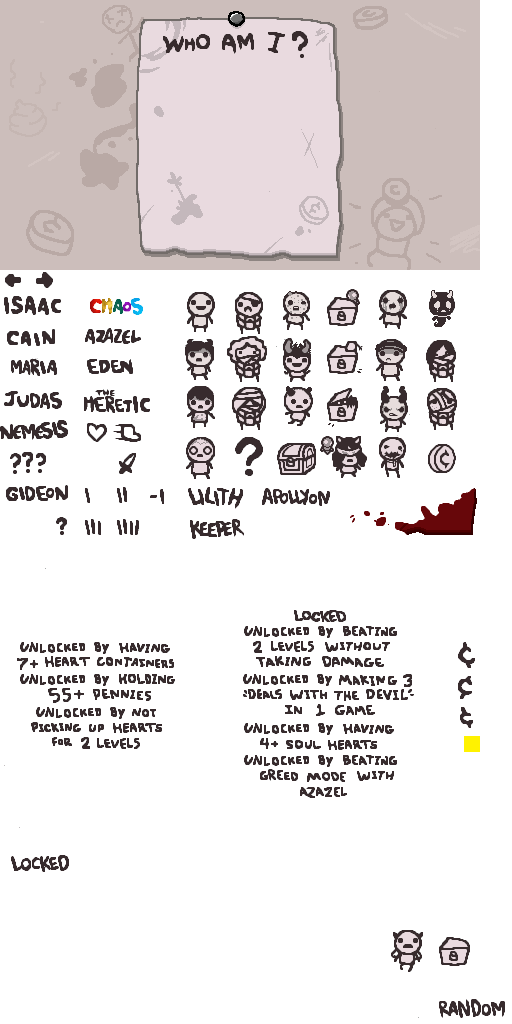 WHO AM I?
ISAAC CHAOS
CAIN AZAZEL
MARIA EDEN
JUDAS THE HERETIC
NEMESIS
??? ?
GIDEON I II -I LILITH APOLLYON
? III IIII KEEPER
LOCKED
UNLOCKED BY BEATING
2 LEVELS WITHOUT
TAKING DAMAGE
UNLOCKED BY MAKING 3
"DEALS WITH THE DEVIL"
IN 1 GAME
UNLOCKED BY HAVING
4+ SOUL HEARTS
UNLOCKED BY BEATING
GREED MODE WITH
AZAZEL
UNLOCKED BY HAVING
7+ HEART CONTAINERS
UNLOCKED BY HOLDING
55+ PENNIES
UNLOCKED BY NOT
PICKING UP HEARTS
FOR 2 LEVELS
¢
¢
¢
LOCKED
RANDOM